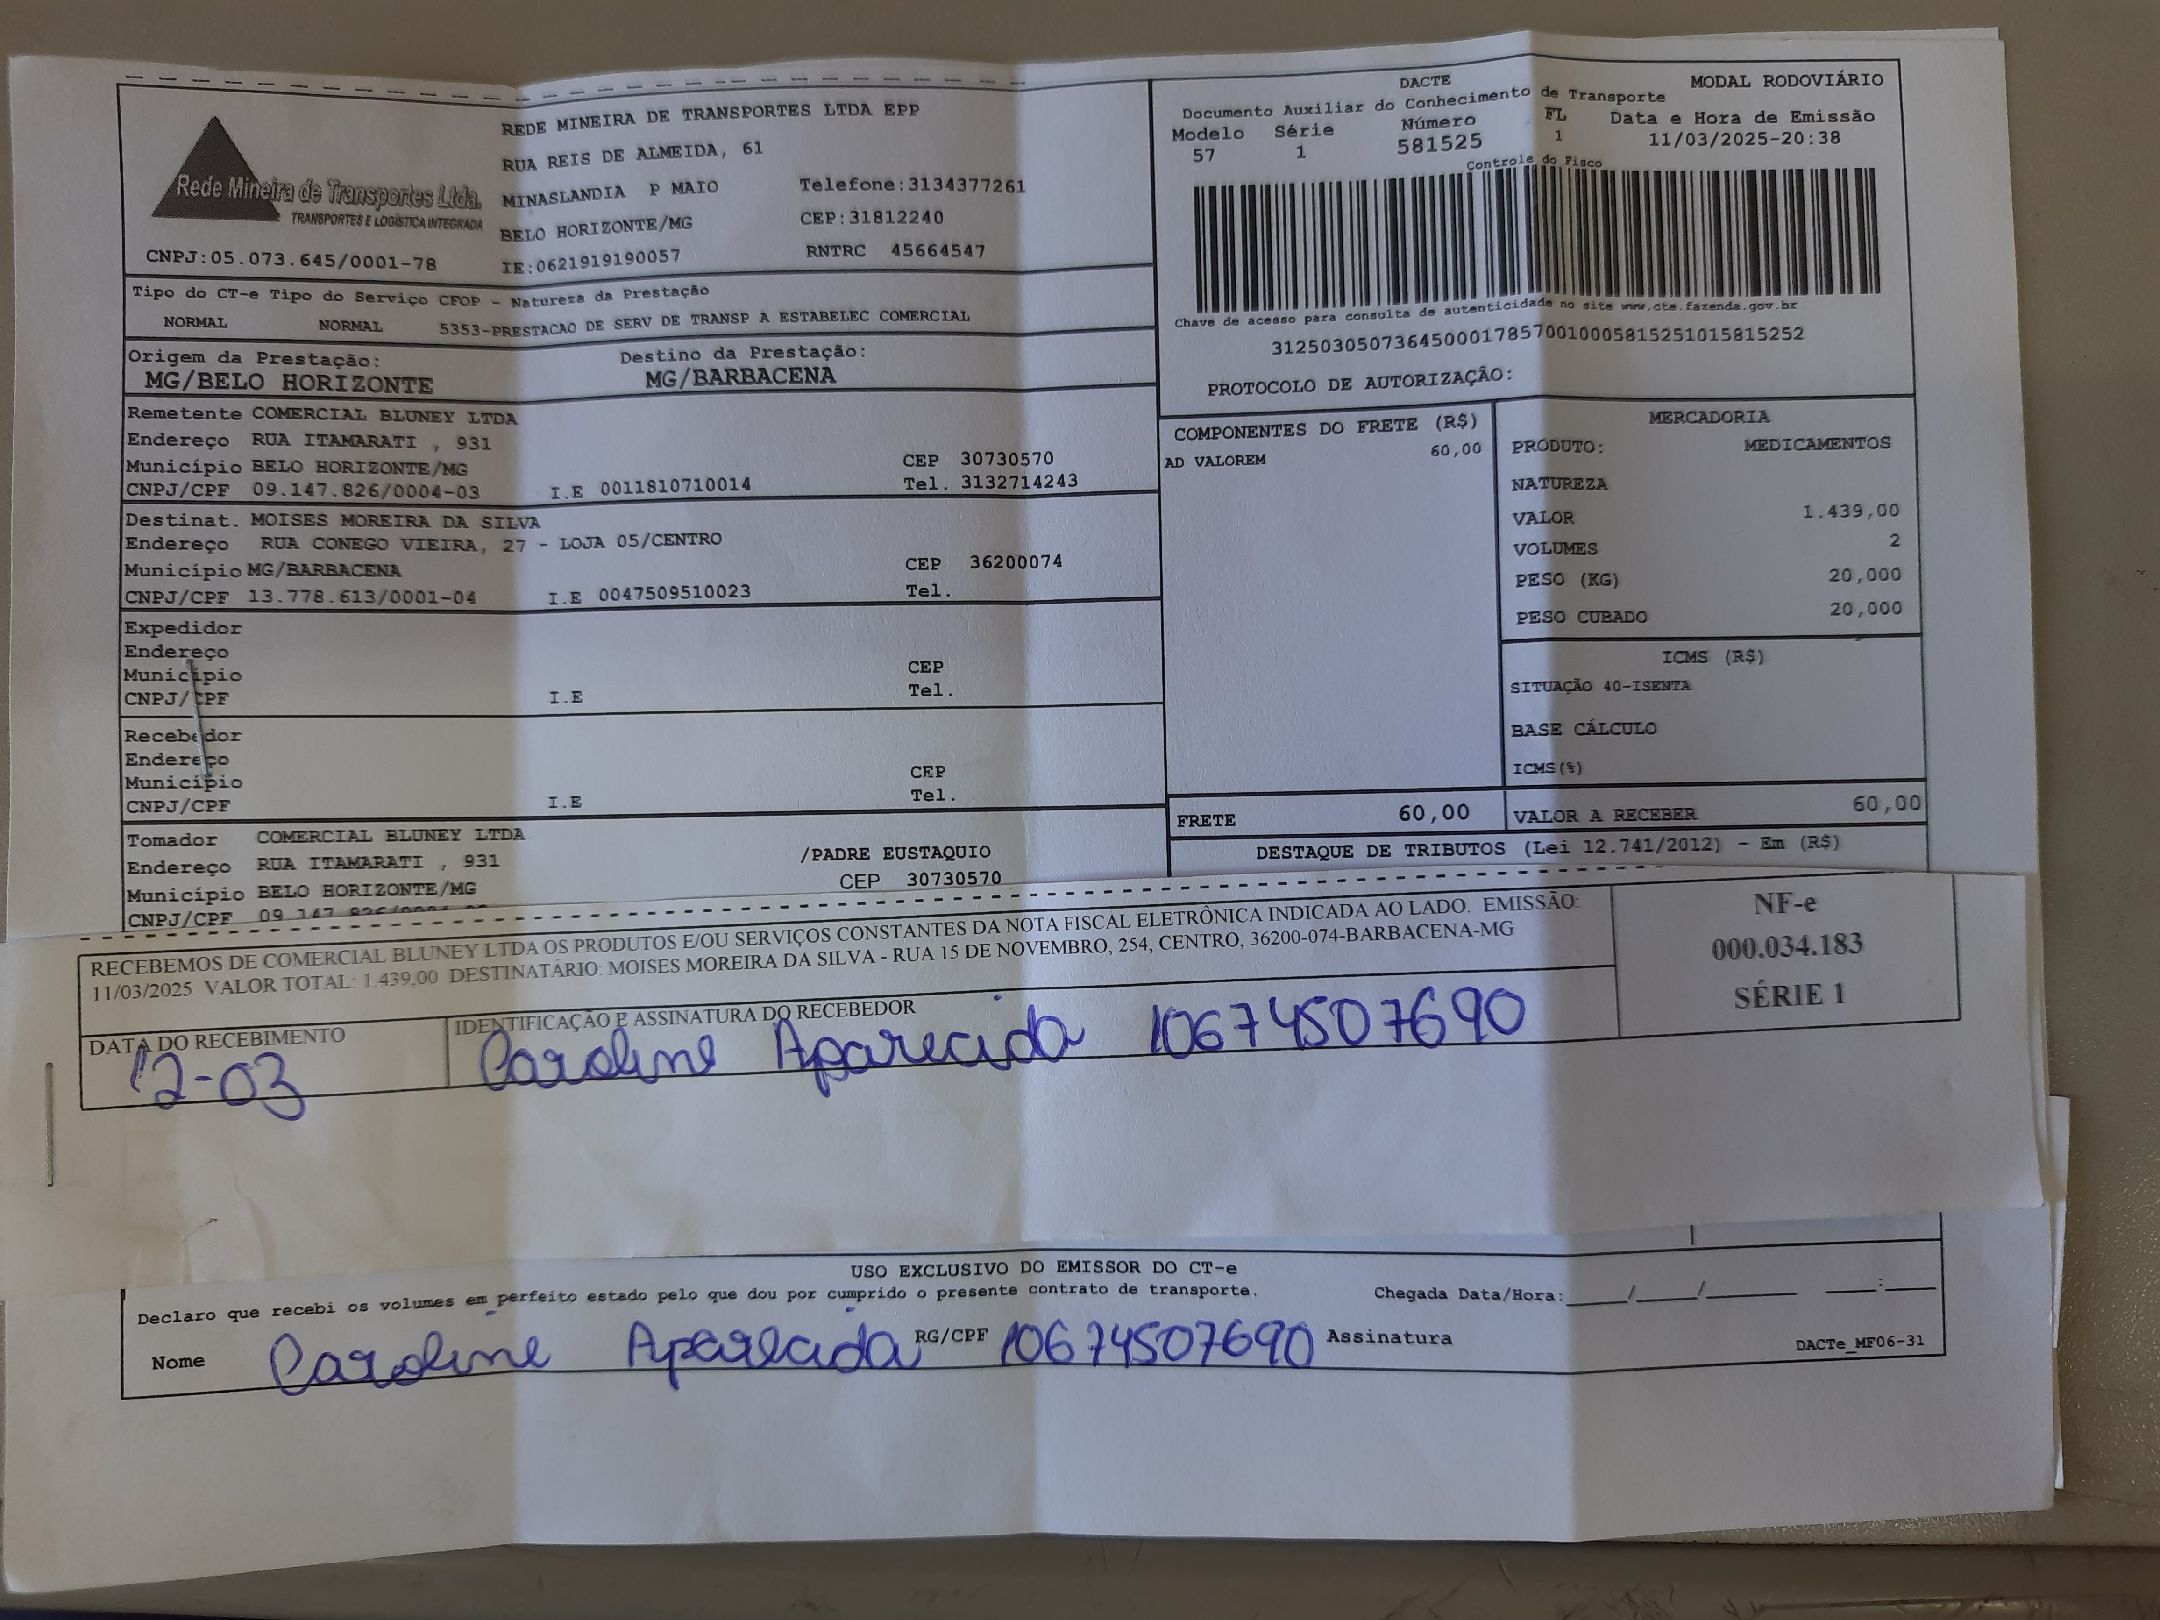 Rede Mineira de Transportes Ltda.
TRANSPORTES E LOGÍSTICA INTEGRADA
CNPJ:05.073.645/0001-78
REDE MINEIRA DE TRANSPORTES LTDA EPP
RUA REIS DE ALMEIDA, 61
MINASLANDIA P MAIO Telefone:3134377261
BELO HORIZONTE/MG CEP:31812240
IE:0621919190057 RNTRC 45664547
DACTE MODAL RODOVIÁRIO
Documento Auxiliar do Conhecimento de Transporte
Modelo Série Número FL Data e Hora de Emissão
57 1 581525 1 11/03/2025-20:38
Controle do Fisco
Chave de acesso para consulta de autenticidade no site www.cte.fazenda.gov.br
31250305073645000178570010005815251015815252
PROTOCOLO DE AUTORIZAÇÃO:
Tipo do CT-e Tipo do Serviço CFOP - Natureza da Prestação
NORMAL NORMAL 5353-PRESTACAO DE SERV DE TRANSP A ESTABELEC COMERCIAL
Origem da Prestação: Destino da Prestação:
MG/BELO HORIZONTE MG/BARBACENA
Remetente COMERCIAL BLUNEY LTDA
Endereço RUA ITAMARATI , 931
Município BELO HORIZONTE/MG CEP 30730570
CNPJ/CPF 09.147.826/0004-03 I.E 0011810710014 Tel. 3132714243
Destinat. MOISES MOREIRA DA SILVA
Endereço RUA CONEGO VIEIRA, 27 - LOJA 05/CENTRO
Município MG/BARBACENA CEP 36200074
CNPJ/CPF 13.778.613/0001-04 I.E 0047509510023 Tel.
Expedidor
Endereço
Município CEP
CNPJ/CPF I.E Tel.
Recebedor
Endereço
Município CEP
CNPJ/CPF I.E Tel.
Tomador COMERCIAL BLUNEY LTDA
Endereço RUA ITAMARATI , 931 /PADRE EUSTAQUIO
Município BELO HORIZONTE/MG CEP 30730570
CNPJ/CPF
COMPONENTES DO FRETE (R$)
AD VALOREM 60,00
MERCADORIA
PRODUTO: MEDICAMENTOS
NATUREZA
VALOR 1.439,00
VOLUMES 2
PESO (KG) 20,000
PESO CUBADO 20,000
ICMS (R$)
SITUAÇÃO 40-ISENTA
BASE CÁLCULO
ICMS(%)
FRETE 60,00 VALOR A RECEBER 60,00
DESTAQUE DE TRIBUTOS (Lei 12.741/2012) - Em (R$)
RECEBEMOS DE COMERCIAL BLUNEY LTDA OS PRODUTOS E/OU SERVIÇOS CONSTANTES DA NOTA FISCAL ELETRÔNICA INDICADA AO LADO. EMISSÃO:
11/03/2025 VALOR TOTAL: 1.439,00 DESTINATÁRIO: MOISES MOREIRA DA SILVA - RUA 15 DE NOVEMBRO, 254, CENTRO, 36200-074-BARBACENA-MG
NF-e
000.034.183
SÉRIE 1
DATA DO RECEBIMENTO IDENTIFICAÇÃO E ASSINATURA DO RECEBEDOR
12-03 Caroline Aparecida 10674507690
USO EXCLUSIVO DO EMISSOR DO CT-e
Declaro que recebi os volumes em perfeito estado pelo que dou por cumprido o presente contrato de transporte. Chegada Data/Hora:____/____/______ ____:____
Nome Caroline Aparecida RG/CPF 10674507690 Assinatura DACTe_MF06-31